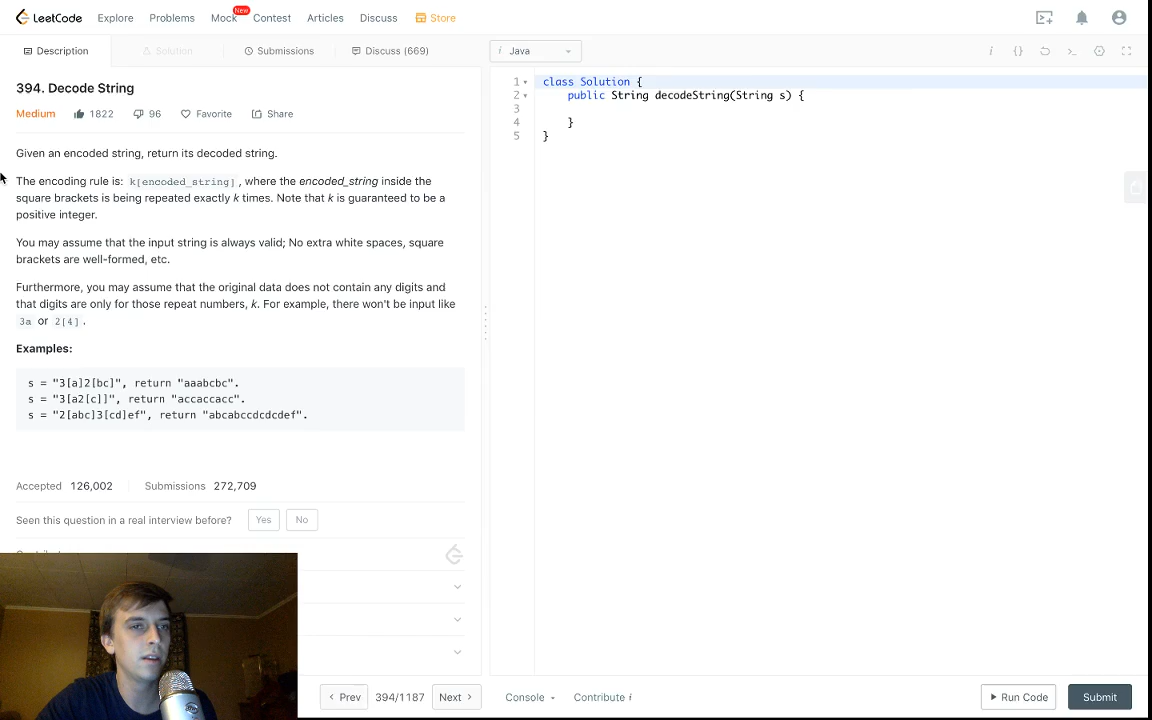 LeetCode Explore Problems Mock New Contest Articles Discuss Store
Description Solution Submissions Discuss (669) i Java i {}
394. Decode String
Medium 1822 96 Favorite Share
Given an encoded string, return its decoded string.
The encoding rule is: k[encoded_string], where the encoded_string inside the
square brackets is being repeated exactly k times. Note that k is guaranteed to be a
positive integer.
You may assume that the input string is always valid; No extra white spaces, square
brackets are well-formed, etc.
Furthermore, you may assume that the original data does not contain any digits and
that digits are only for those repeat numbers, k. For example, there won't be input like
3a or 2[4].
Examples:
s = "3[a]2[bc]", return "aaabcbc".
s = "3[a2[c]]", return "accaccacc".
s = "2[abc]3[cd]ef", return "abcabccdcdcdef".
Accepted 126,002 Submissions 272,709
Seen this question in a real interview before? Yes No
1 class Solution {
2 public String decodeString(String s) {
3
4 }
5 }
Prev 394/1187 Next Console Contribute i Run Code Submit